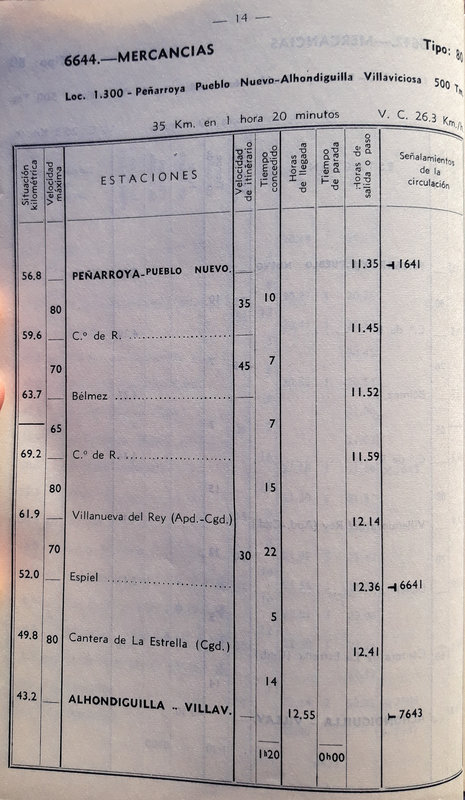 — 14 —
6644.—MERCANCIAS Tipo: 80
Loc. 1.300 - Peñarroya Pueblo Nuevo-Alhondiguilla Villaviciosa 500 Tm.
35 Km. en 1 hora 20 minutos V. C. 26.3 Km./h
Situación kilométrica Velocidad máxima ESTACIONES Velocidad de itinerario Tiempo concedido Horas de llegada Tiempo de parada Horas de salida o paso Señalamientos de la circulación
56.8 — PEÑARROYA-PUEBLO NUEVO. — 11.35 1641
80 35 10
59.6 — C.º de R. .................. — 11.45
70 45 7
63.7 — Bélmez .................. — 11.52
65 7
69.2 — C.º de R. .................. 11.59
80 15
61.9 — Villanueva del Rey (Apd.-Cgd.) — 12.14
70 30 22
52.0 — Espiel .................. 12.36 6641
5
49.8 80 Cantera de La Estrella (Cgd.) 12.41
14
43.2 ALHONDIGUILLA .. VILLAV. — 12,55 7643
1h20 0h00